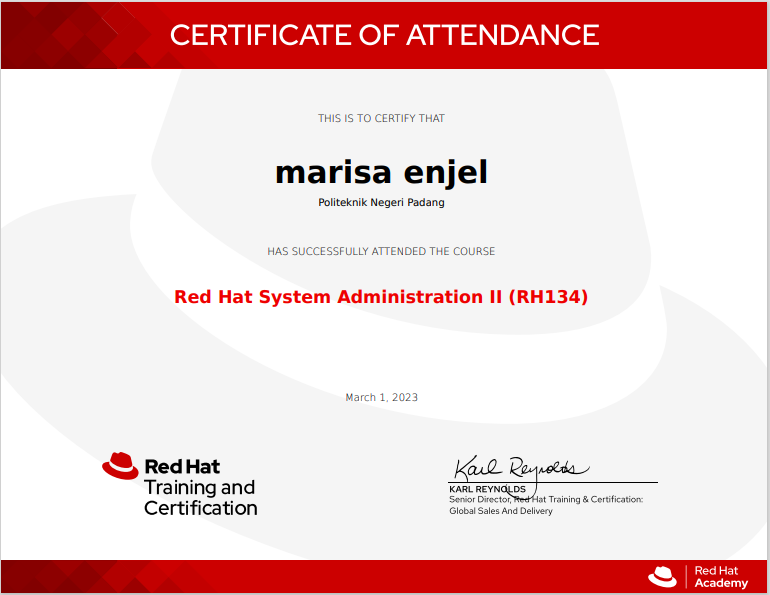 CERTIFICATE OF ATTENDANCE
THIS IS TO CERTIFY THAT
marisa enjel
Politeknik Negeri Padang
HAS SUCCESSFULLY ATTENDED THE COURSE
Red Hat System Administration II (RH134)
March 1, 2023
Red Hat
Training and
Certification
Karl Reynolds
KARL REYNOLDS
Senior Director, Red Hat Training & Certification:
Global Sales And Delivery
Red Hat
Academy